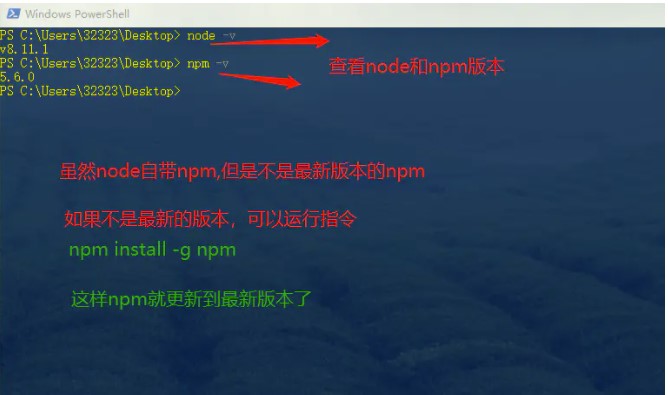 Windows PowerShell
PS C:\Users\32323\Desktop> node -v
v8.11.1
PS C:\Users\32323\Desktop> npm -v
5.6.0
PS C:\Users\32323\Desktop>
查看node和npm版本
虽然node自带npm,但是不是最新版本的npm
如果不是最新的版本，可以运行指令
npm install -g npm
这样npm就更新到最新版本了